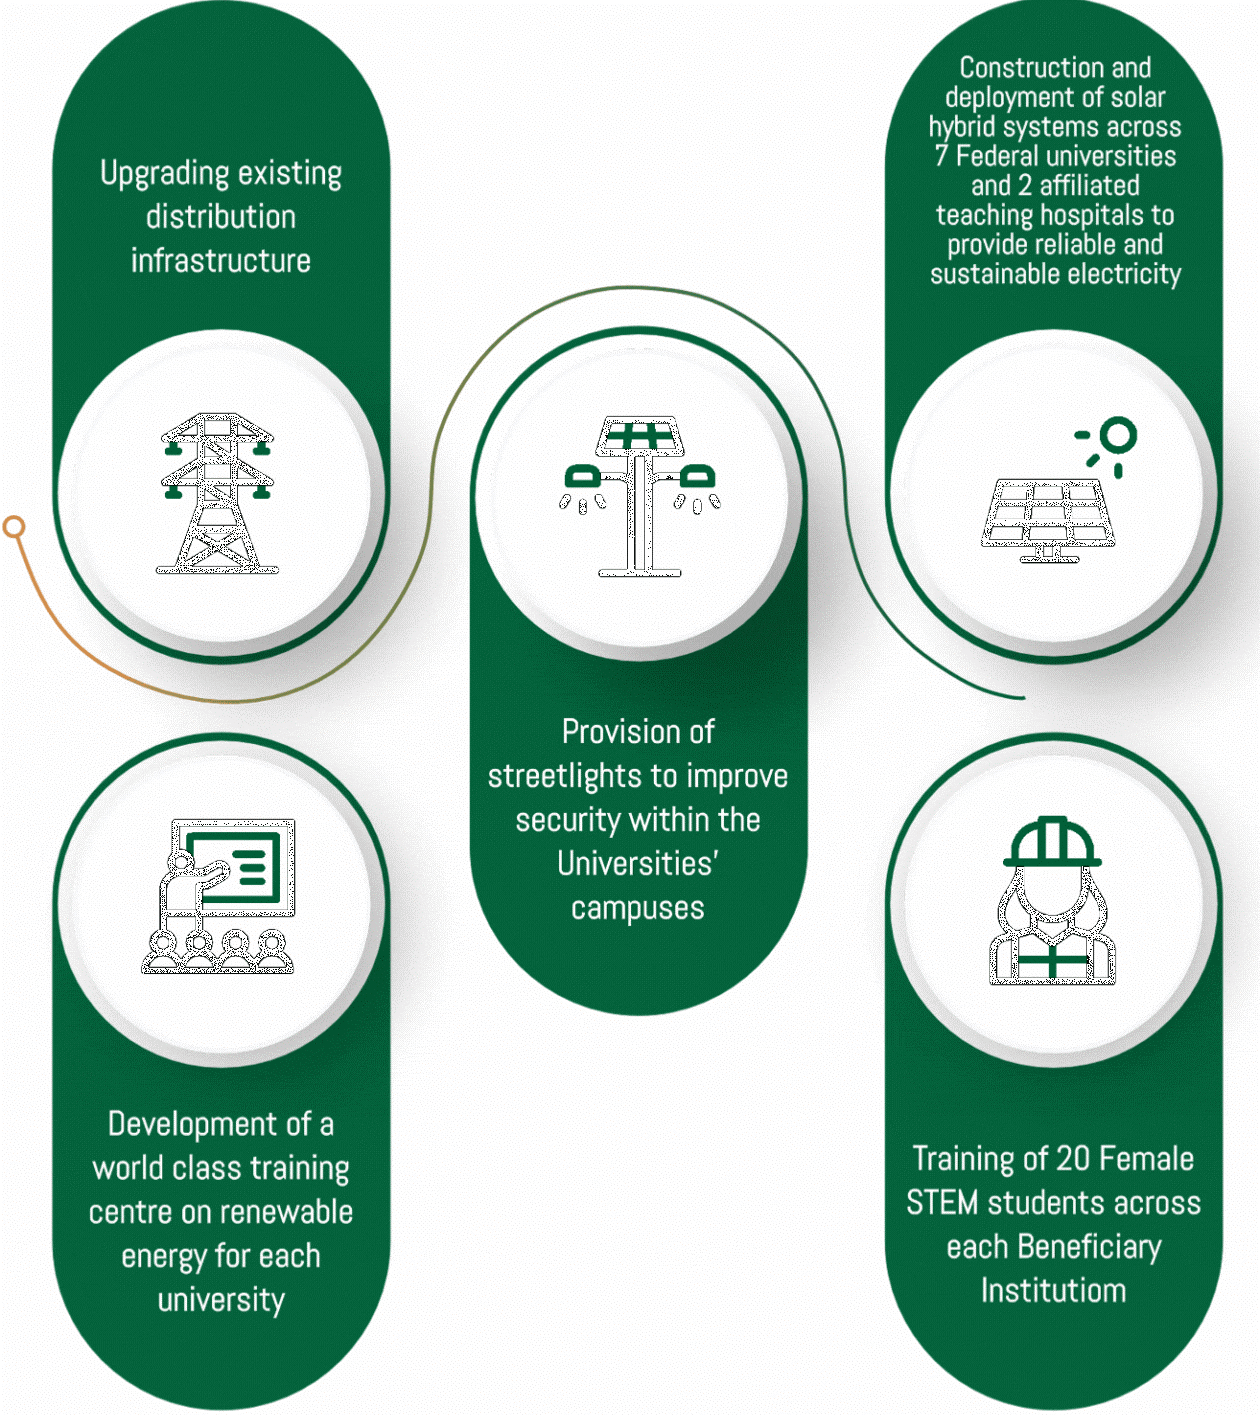 Upgrading existing
distribution
infrastructure
Construction and
deployment of solar
hybrid systems across
7 Federal universities
and 2 affiliated
teaching hospitals to
provide reliable and
sustainable electricity
Provision of
streetlights to improve
security within the
Universities'
campuses
Development of a
world class training
centre on renewable
energy for each
university
Training of 20 Female
STEM students across
each Beneficiary
Institutiom